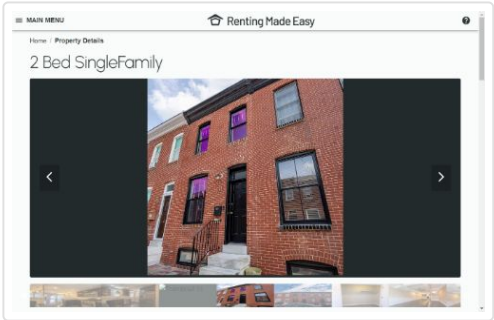 MAIN MENU
Renting Made Easy
Home / Property Details
2 Bed SingleFamily